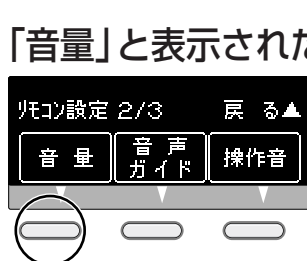 「音量」と表示された
リモコン設定 2/3 戻 る▲
音 量
音 声
ガイド
操作音